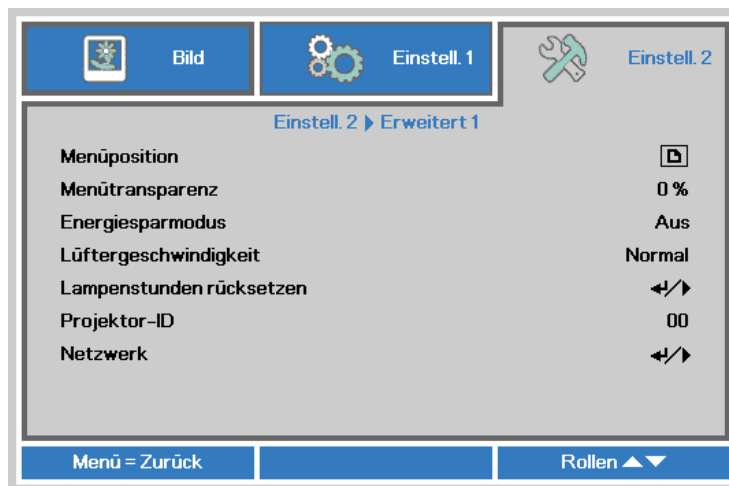 Bild
Einstell. 1
Einstell. 2
Einstell. 2 ▶ Erweitert 1
Menüposition
Menütransparenz 0 %
Energiesparmodus Aus
Lüftergeschwindigkeit Normal
Lampenstunden rücksetzen ↵/▶
Projektor-ID 00
Netzwerk ↵/▶
Menü = Zurück
Rollen ▲▼